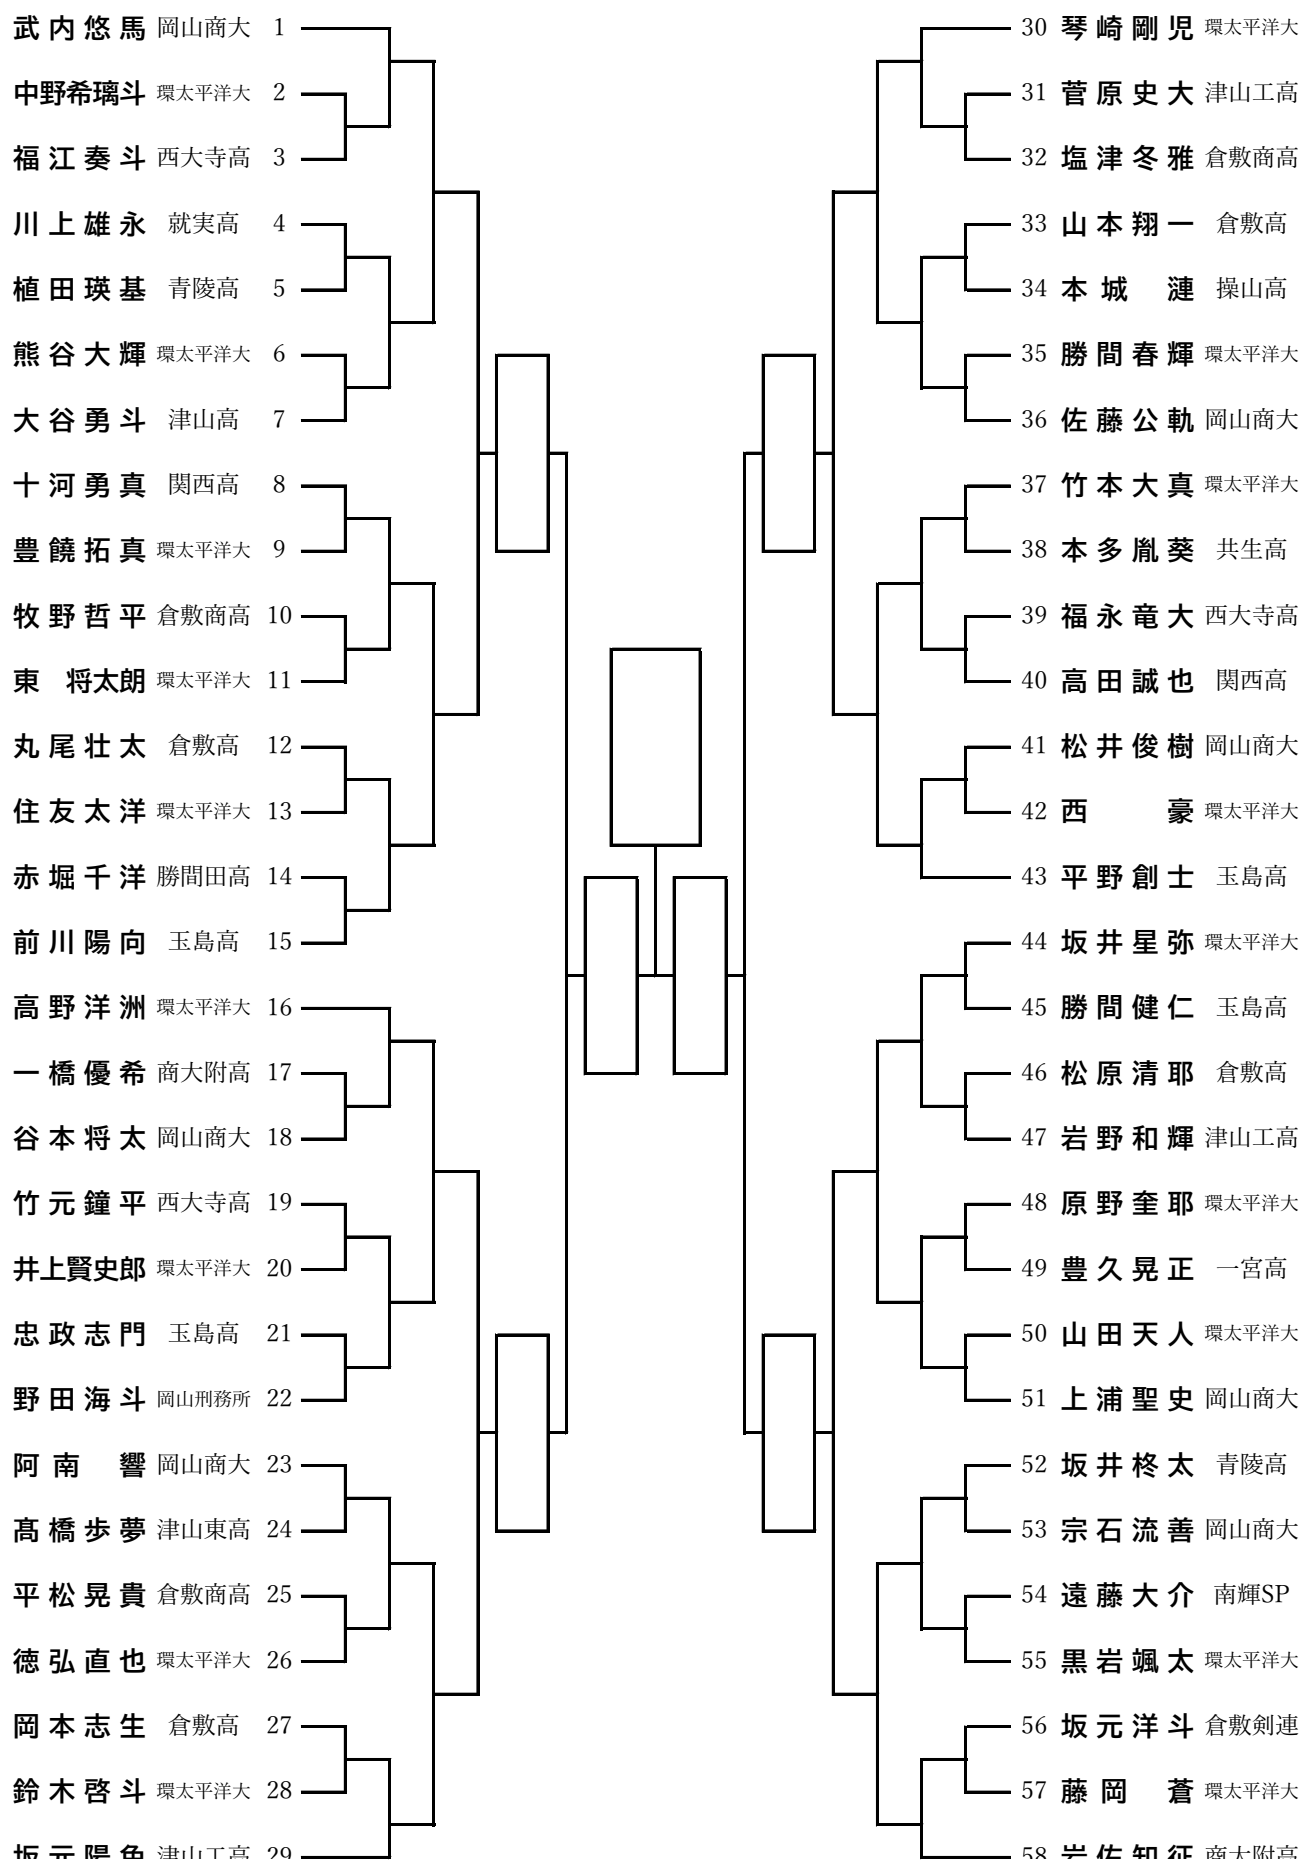 武内悠馬 岡山商大 1
中野希璃斗 環太平洋大 2
福江奏斗 西大寺高 3
川上雄永 就実高 4
植田瑛基 青陵高 5
熊谷大輝 環太平洋大 6
大谷勇斗 津山高 7
十河勇真 関西高 8
豊饒拓真 環太平洋大 9
牧野哲平 倉敷商高 10
東 将太朗 環太平洋大 11
丸尾壮太 倉敷高 12
住友太洋 環太平洋大 13
赤堀千洋 勝間田高 14
前川陽向 玉島高 15
高野洋洲 環太平洋大 16
一橋優希 商大附高 17
谷本将太 岡山商大 18
竹元鐘平 西大寺高 19
井上賢史郎 環太平洋大 20
忠政志門 玉島高 21
野田海斗 岡山刑務所 22
阿南 響 岡山商大 23
髙橋歩夢 津山東高 24
平松晃貴 倉敷商高 25
徳弘直也 環太平洋大 26
岡本志生 倉敷高 27
鈴木啓斗 環太平洋大 28
坂元陽色 津山工高 29
30 琴崎剛児 環太平洋大
31 菅原史大 津山工高
32 塩津冬雅 倉敷商高
33 山本翔一 倉敷高
34 本城 漣 操山高
35 勝間春輝 環太平洋大
36 佐藤公軌 岡山商大
37 竹本大真 環太平洋大
38 本多胤葵 共生高
39 福永竜大 西大寺高
40 高田誠也 関西高
41 松井俊樹 岡山商大
42 西 豪 環太平洋大
43 平野創士 玉島高
44 坂井星弥 環太平洋大
45 勝間健仁 玉島高
46 松原清耶 倉敷高
47 岩野和輝 津山工高
48 原野奎耶 環太平洋大
49 豊久晃正 一宮高
50 山田天人 環太平洋大
51 上浦聖史 岡山商大
52 坂井柊太 青陵高
53 宗石流善 岡山商大
54 遠藤大介 南輝SP
55 黒岩颯太 環太平洋大
56 坂元洋斗 倉敷剣連
57 藤岡 蒼 環太平洋大
58 岩佐知征 商大附高